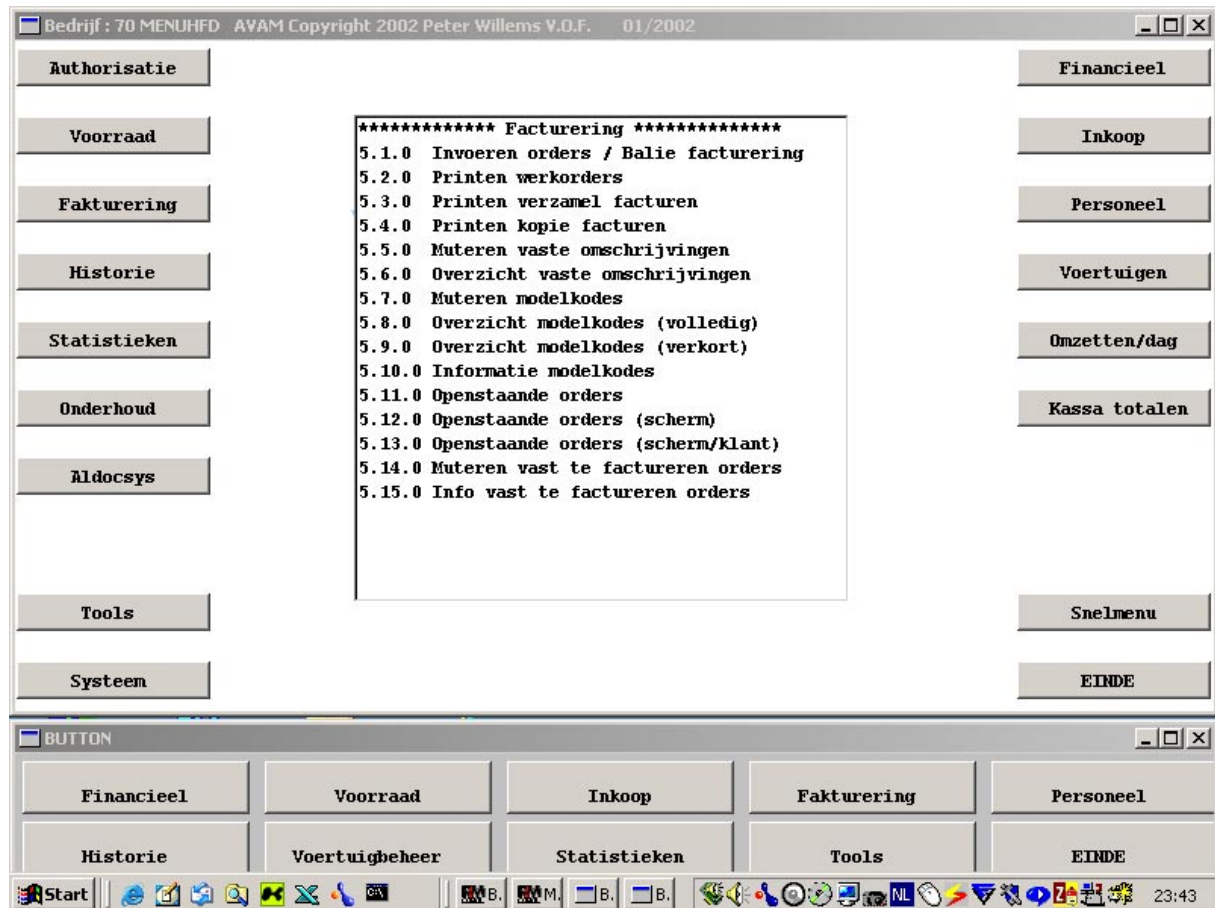 Bedrijf : 70 MENUHFD AVAM Copyright 2002 Peter Willems V.O.F. 01/2002
Authorisatie
Voorraad
Fakturering
Historie
Statistieken
Onderhoud
Aldocsys
Tools
Systeem
************* Facturering **************
5.1.0 Invoeren orders / Balie facturering
5.2.0 Printen werkorders
5.3.0 Printen verzamel facturen
5.4.0 Printen kopie facturen
5.5.0 Muteren vaste omschrijvingen
5.6.0 Overzicht vaste omschrijvingen
5.7.0 Muteren modelkodes
5.8.0 Overzicht modelkodes (volledig)
5.9.0 Overzicht modelkodes (verkort)
5.10.0 Informatie modelkodes
5.11.0 Openstaande orders
5.12.0 Openstaande orders (scherm)
5.13.0 Openstaande orders (scherm/klant)
5.14.0 Muteren vast te factureren orders
5.15.0 Info vast te factureren orders
Financieel
Inkoop
Personeel
Voertuigen
Omzetten/dag
Kassa totalen
Snelmenu
EINDE
BUTTON
Financieel Voorraad Inkoop Fakturering Personeel
Historie Voertuigbeheer Statistieken Tools EINDE
Start B. M. B. B. NL 23:43